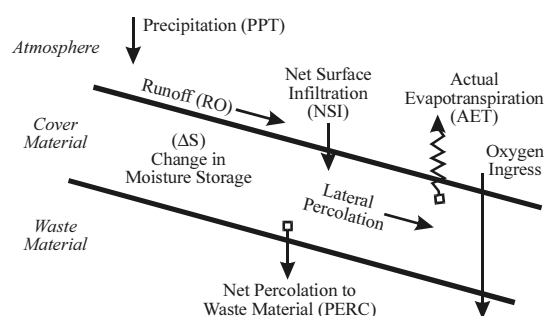 Precipitation (PPT)
Atmosphere
Runoff (RO)
Net Surface
Infiltration
(NSI)
Actual
Evapotranspiration
(AET)
Cover
Material
(ΔS)
Change in
Moisture Storage
Oxygen
Ingress
Lateral
Percolation
Waste
Material
Net Percolation to
Waste Material (PERC)